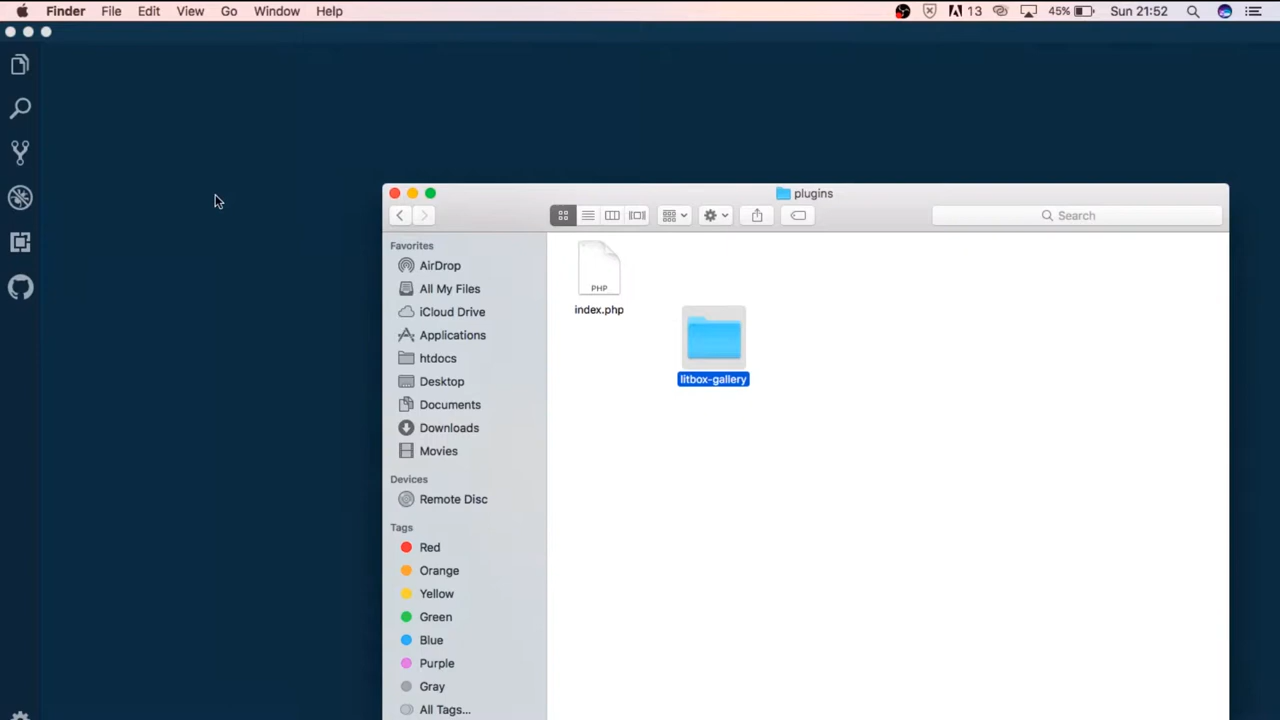 Finder File Edit View Go Window Help 13 45% Sun 21:52
plugins
Search
Favorites
AirDrop
All My Files
iCloud Drive
Applications
htdocs
Desktop
Documents
Downloads
Movies
Devices
Remote Disc
Tags
Red
Orange
Yellow
Green
Blue
Purple
Gray
All Tags...
PHP
index.php
litbox-gallery